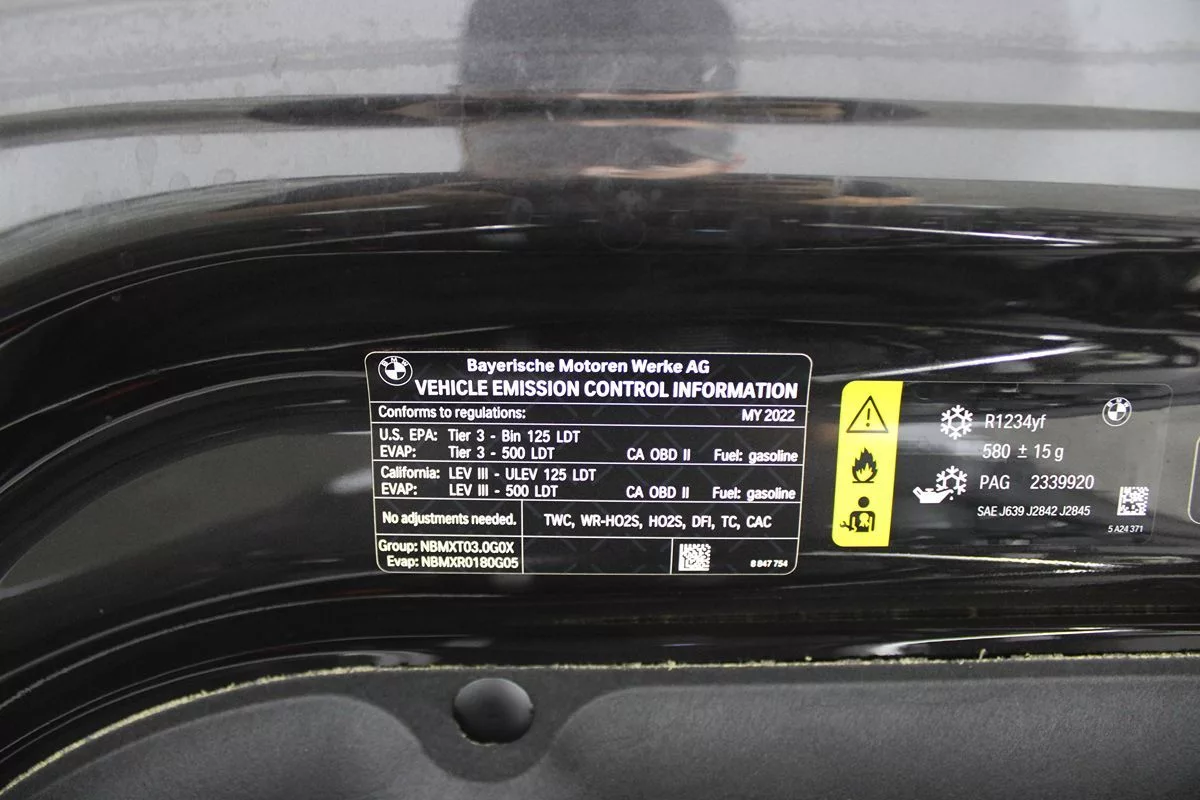 BMW
Bayerische Motoren Werke AG
VEHICLE EMISSION CONTROL INFORMATION
Conforms to regulations: MY 2022
U.S. EPA: Tier 3 - Bin 125 LDT
EVAP: Tier 3 - 500 LDT CA OBD II Fuel: gasoline
California: LEV III - ULEV 125 LDT
EVAP: LEV III - 500 LDT CA OBD II Fuel: gasoline
No adjustments needed. TWC, WR-HO2S, HO2S, DFI, TC, CAC
Group: NBMXT03.0G0X
Evap: NBMXR0180G05
8 847 754
BMW
R1234yf
580 ± 15 g
PAG 2339920
SAE J639 J2842 J2845
5 A24 371